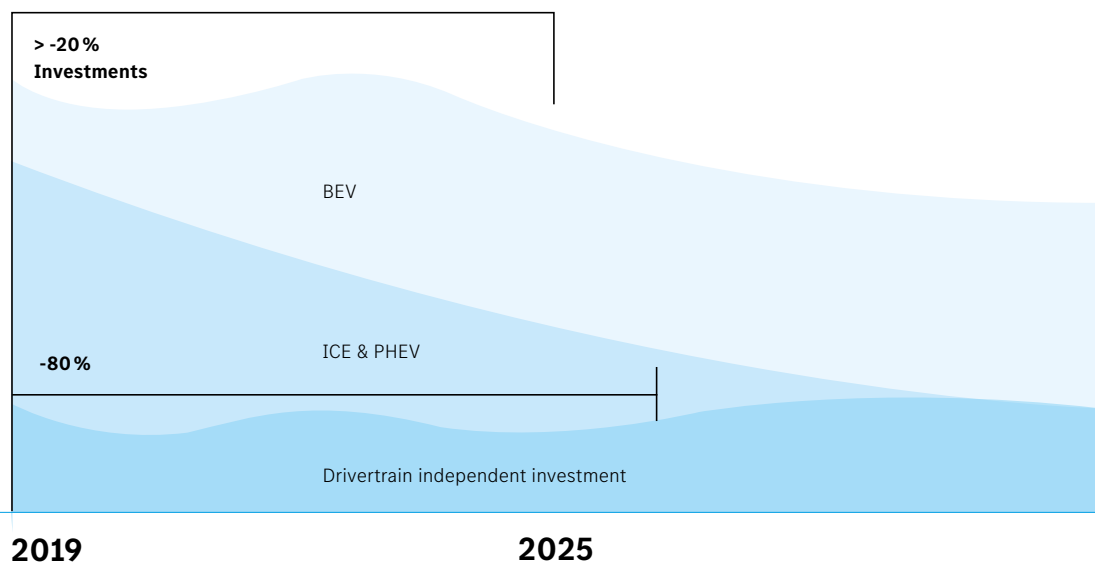 > -20 %
Investments
BEV
ICE & PHEV
-80 %
Drivertrain independent investment
2019
2025